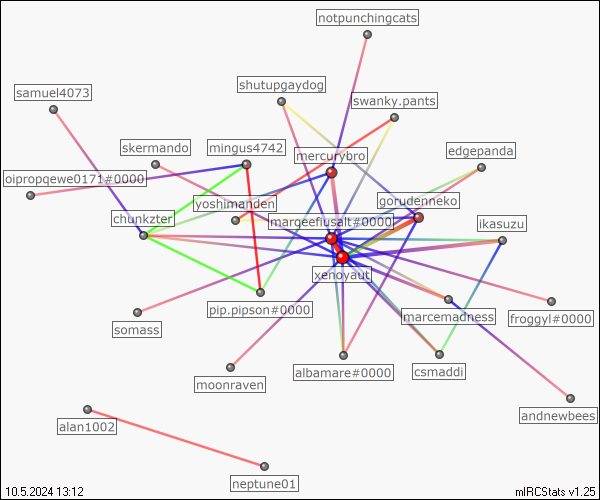 notpunchingcats
shutupgaydog
samuel4073
swanky.pants
skermando
mingus4742
mercurybro
edgepanda
oipropqewe0171#0000
yoshimanden
gorudenneko
chunkzter
marqeefusalt#0000
ikasuzu
xenoyaut
pip.pipson#0000
marcemadness
froggyl#0000
somass
moonraven
albamare#0000
csmaddi
andnewbees
alan1002
neptune01
10.5.2024 13:12
mIRCStats v1.25